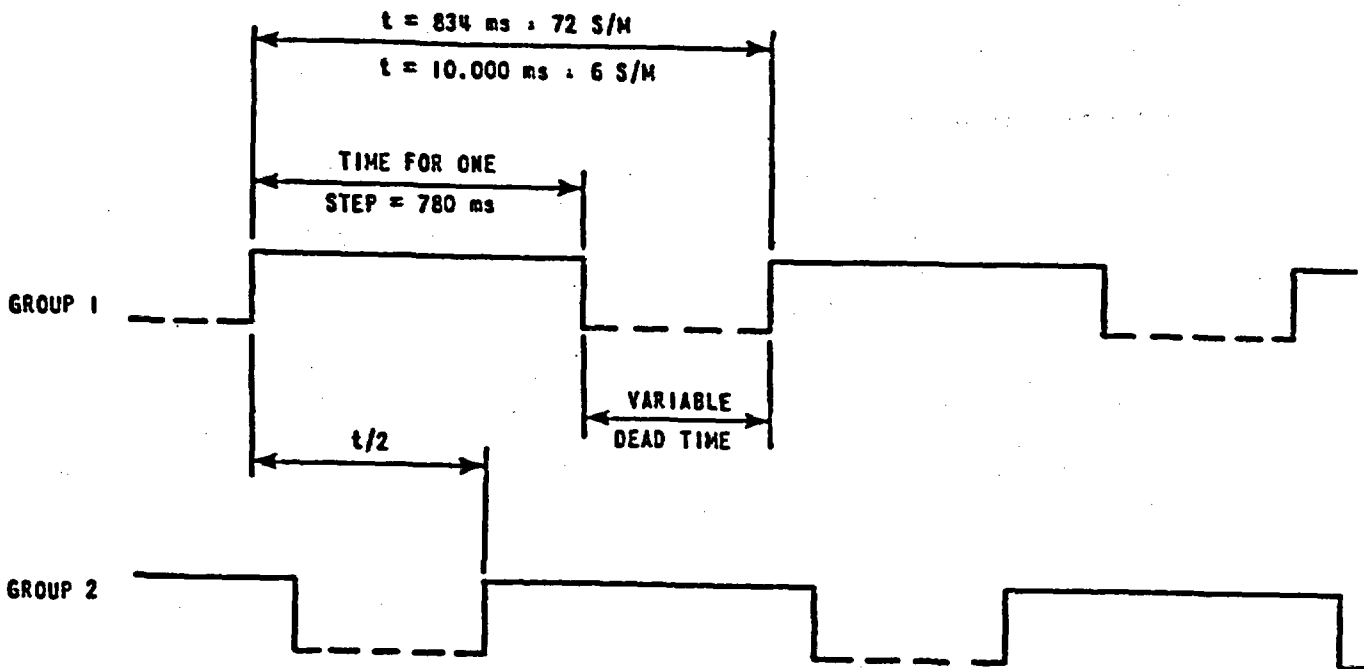 t = 834 ms : 72 S/M
t = 10.000 ms : 6 S/M
TIME FOR ONE
STEP = 780 ms
GROUP 1
VARIABLE
DEAD TIME
t/2
GROUP 2